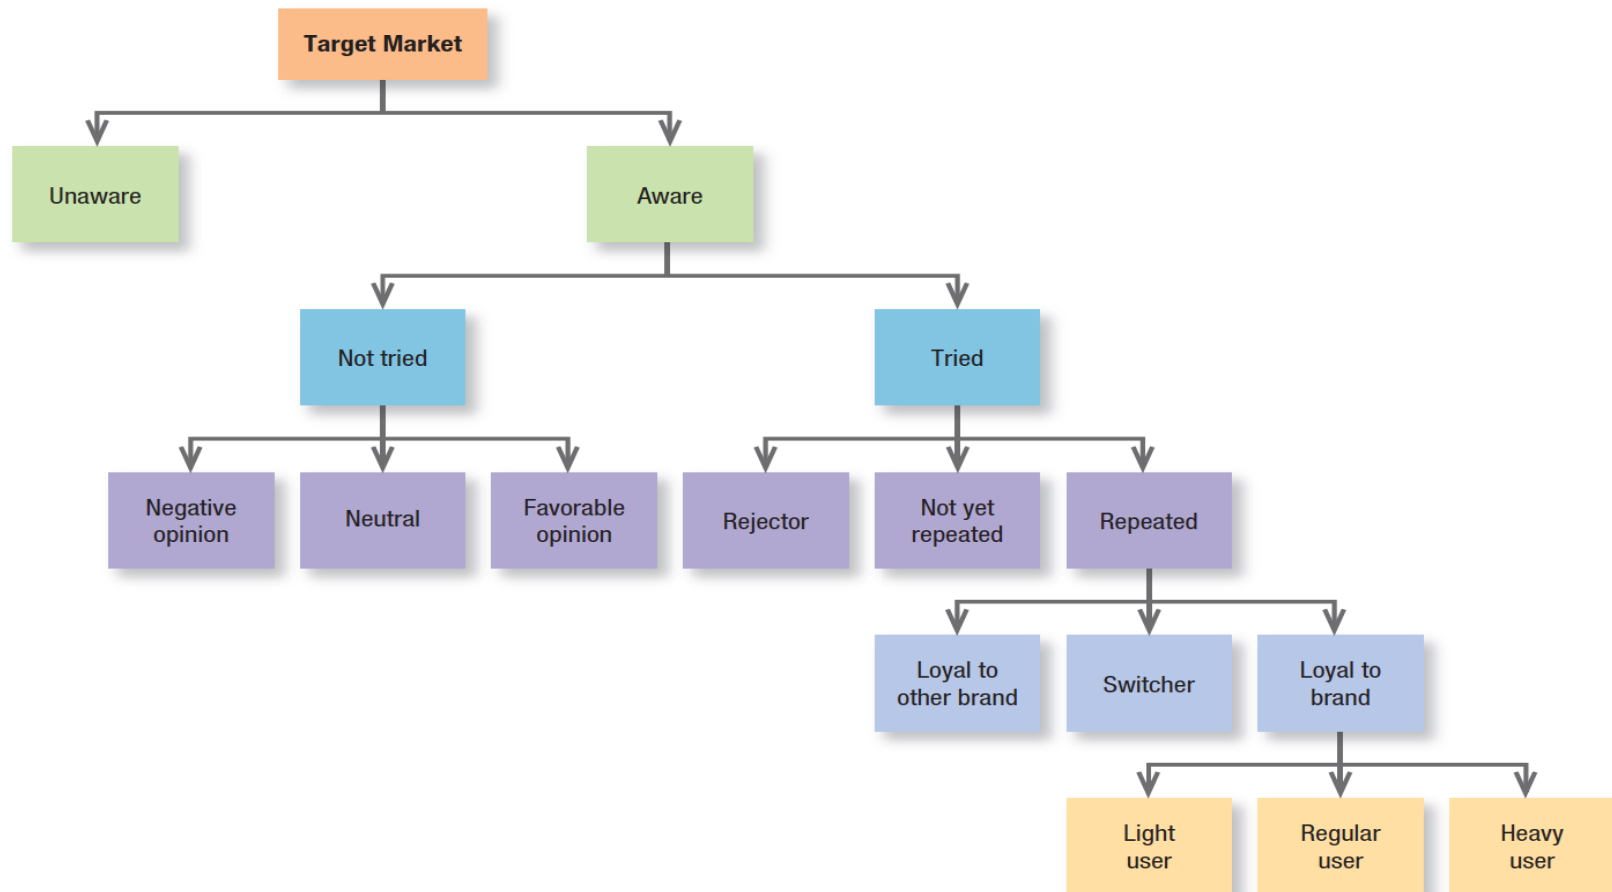 Target Market
Unaware
Aware
Not tried
Tried
Negative
opinion
Neutral
Favorable
opinion
Rejector
Not yet
repeated
Repeated
Loyal to
other brand
Switcher
Loyal to
brand
Light
user
Regular
user
Heavy
user